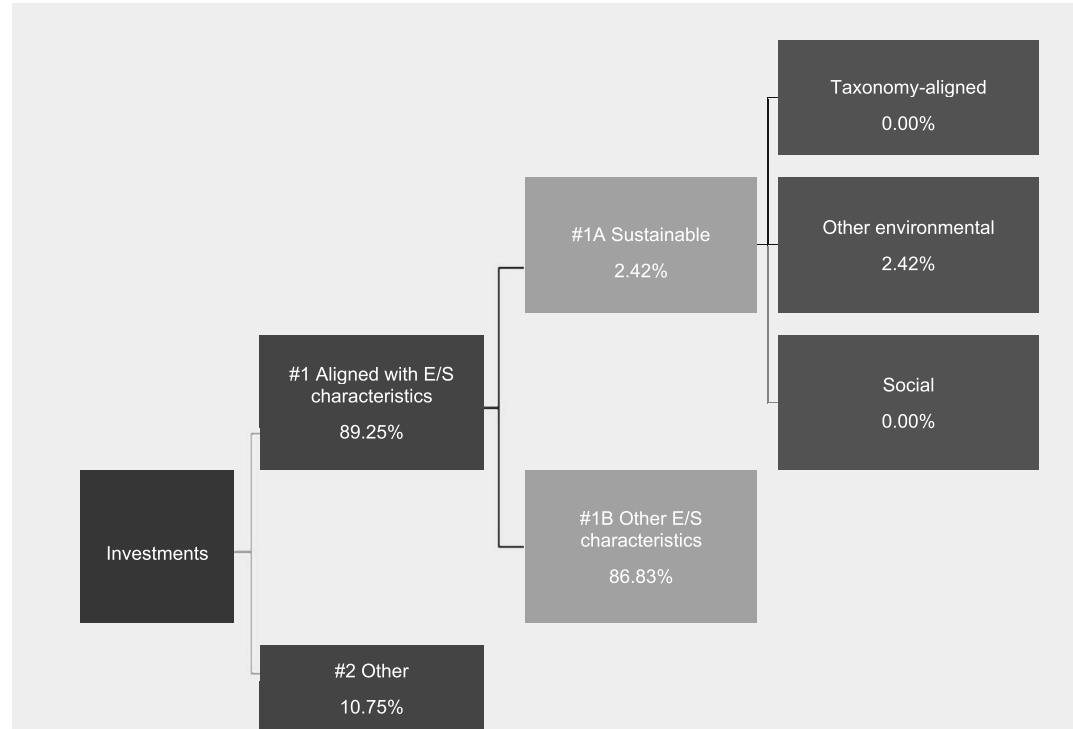 Taxonomy-aligned
0.00%
#1A Sustainable
2.42%
Other environmental
2.42%
#1 Aligned with E/S
characteristics
89.25%
Social
0.00%
Investments
#1B Other E/S
characteristics
86.83%
#2 Other
10.75%